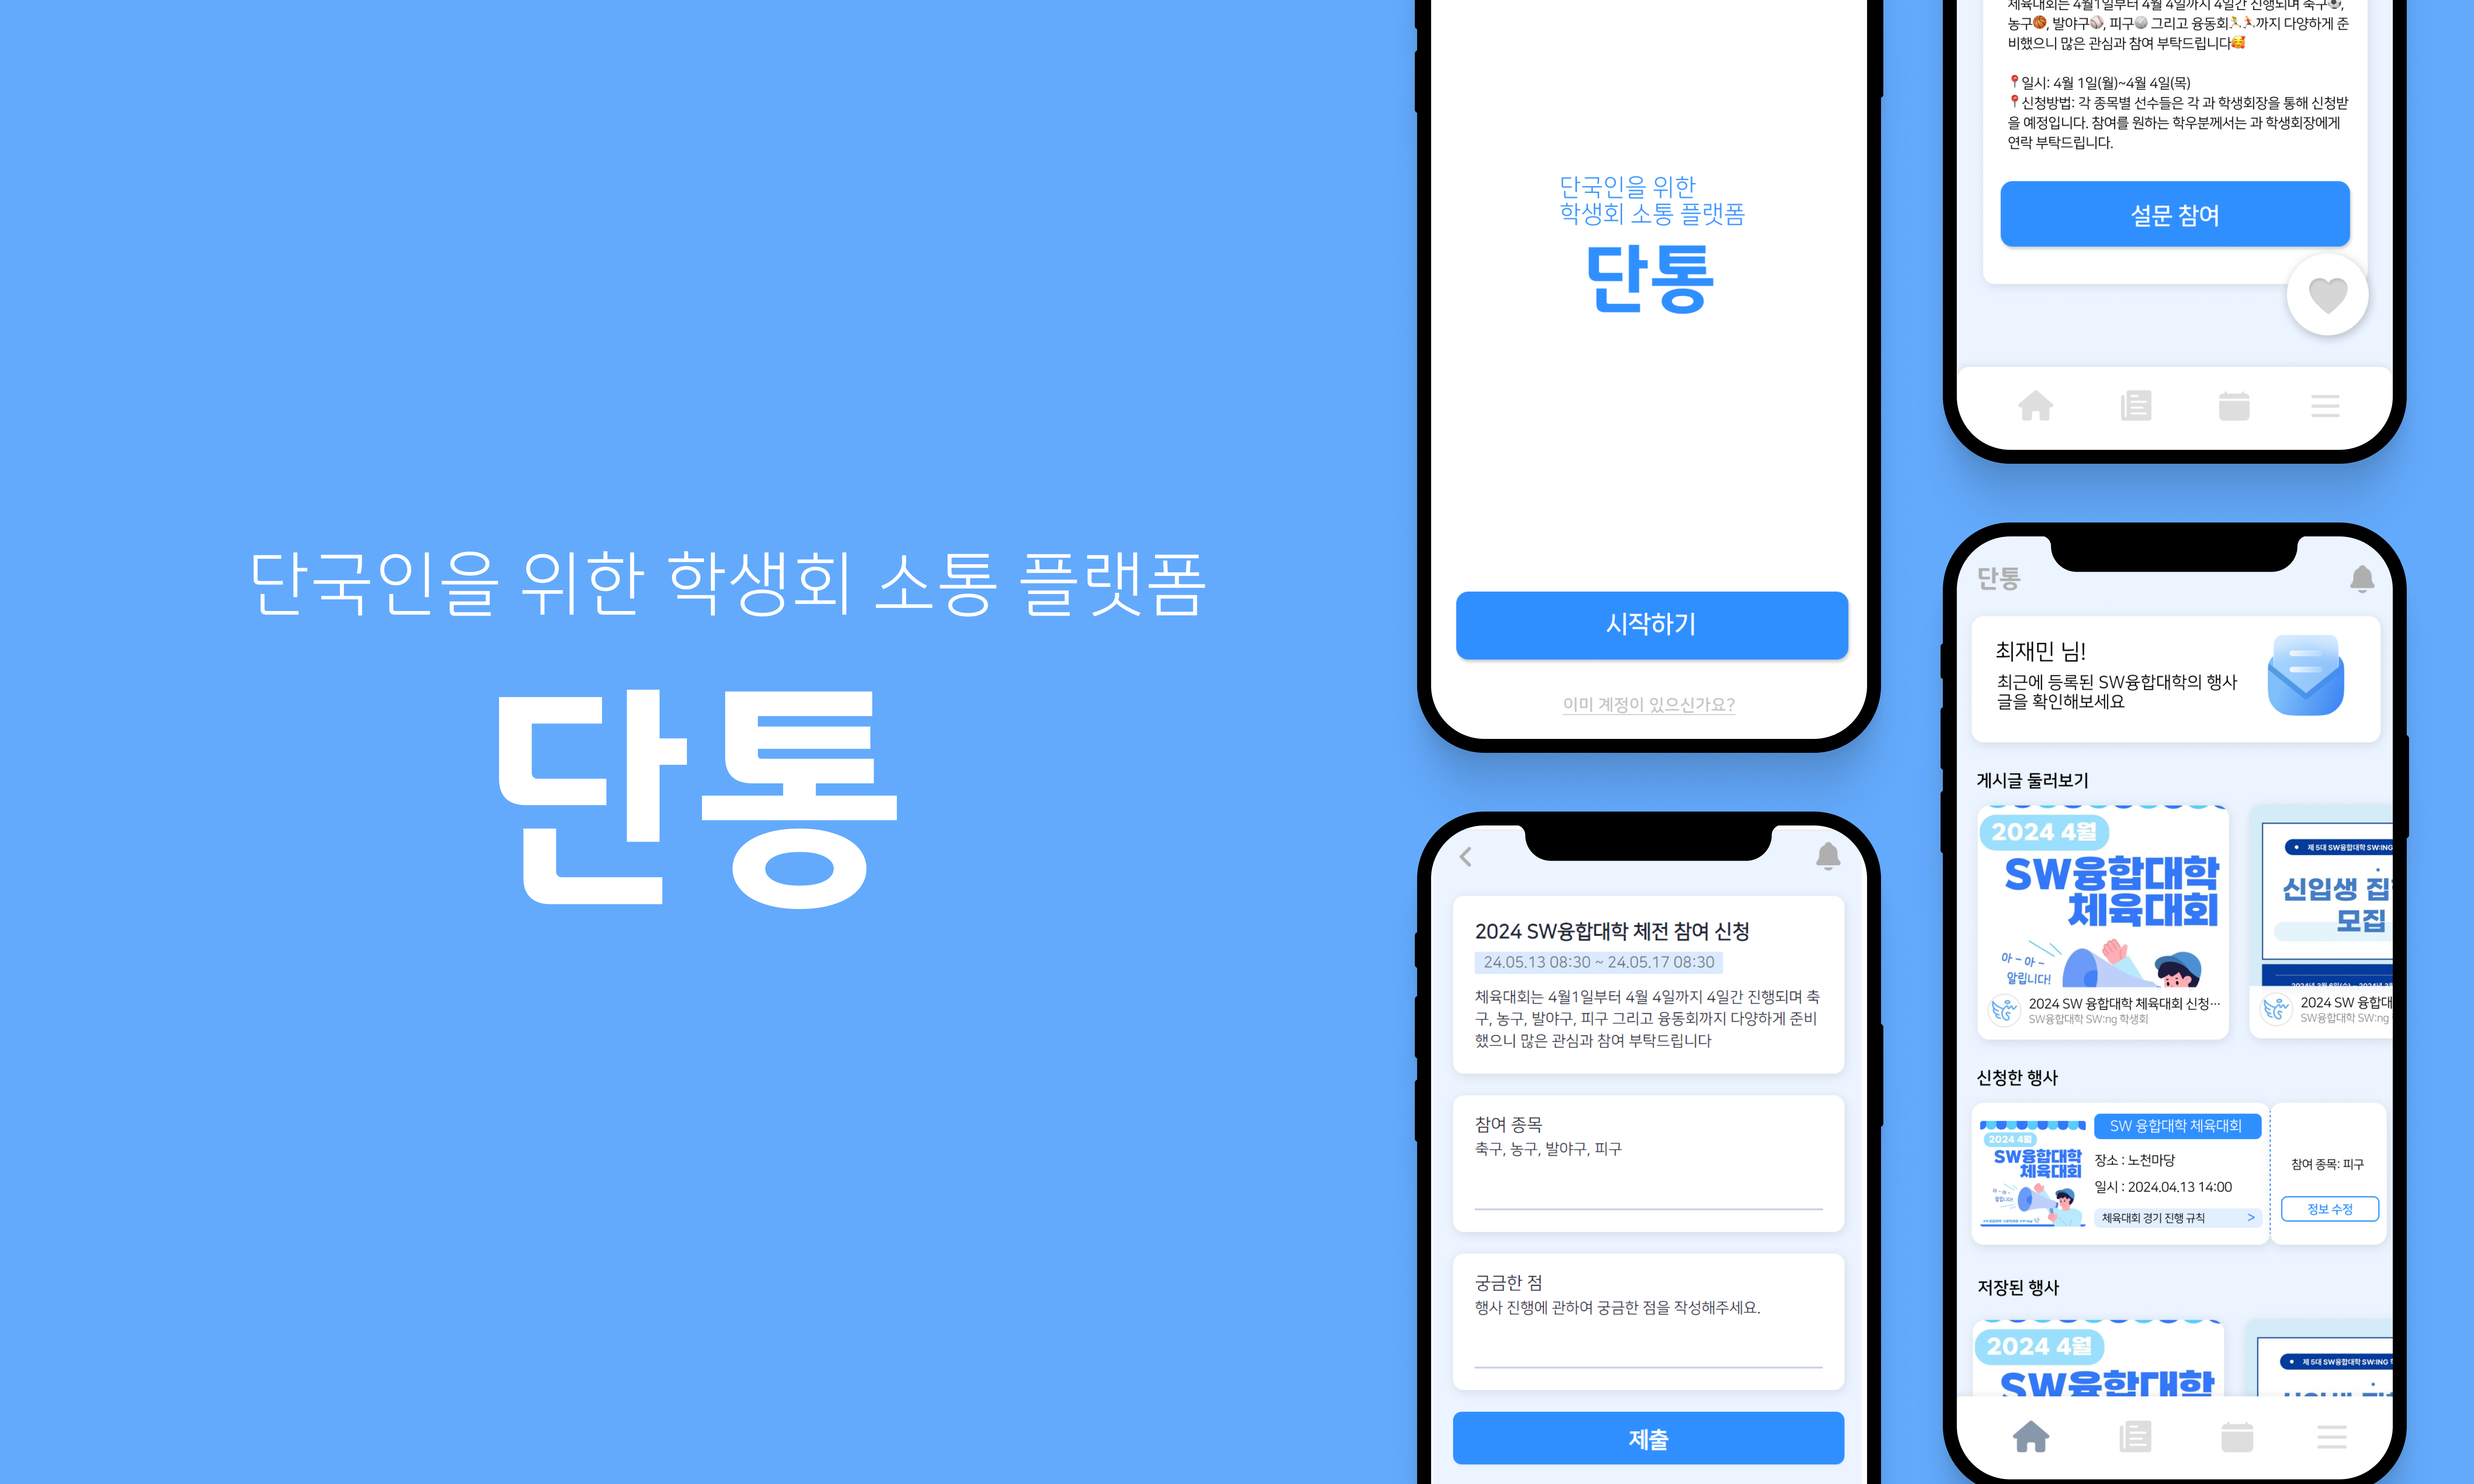 단국인을 위한 학생회 소통 플랫폼
단통
단국인을 위한
학생회 소통 플랫폼
단통
시작하기
이미 계정이 있으신가요?
2024 SW융합대학 체전 참여 신청
24.05.13 08:30 ~ 24.05.17 08:30
체육대회는 4월1일부터 4월 4일까지 4일간 진행되며 축
구, 농구, 발야구, 피구 그리고 용동회까지 다양하게 준비
했으니 많은 관심과 참여 부탁드립니다
참여 종목
축구, 농구, 발야구, 피구
궁금한 점
행사 진행에 관하여 궁금한 점을 작성해주세요.
제출
체육대회는 4월1일부터 4월 4일까지 4일간 진행되며 축구⚽,
농구🏀, 발야구⚾, 피구🏐 그리고 용동회🏃🏃까지 다양하게 준
비했으니 많은 관심과 참여 부탁드립니다🥰
📍일시: 4월 1일(월)~4월 4일(목)
📍신청방법: 각 종목별 선수들은 각 과 학생회장을 통해 신청받
을 예정입니다. 참여를 원하는 학우분께서는 과 학생회장에게
연락 부탁드립니다.
설문 참여
단통
최재민 님!
최근에 등록된 SW융합대학의 행사
글을 확인해보세요
게시글 둘러보기
2024 4월
SW융합대학
체육대회
아~아~
알립니다!
2024 SW 융합대학 체육대회 신청…
SW융합대학 SW:ng 학생회
제 5대 SW융합대학 SW:ING
신입생 집
모집
2024 SW 융합대
SW융합대학 SW:ng
신청한 행사
2024 4월
SW융합대학
체육대회
SW 융합대학 체육대회
장소 : 노천마당
일시 : 2024.04.13 14:00
체육대회 경기 진행 규칙 >
참여 종목: 피구
정보 수정
저장된 행사
2024 4월
SW융합대학
제 5대 SW융합대학 SW:ING